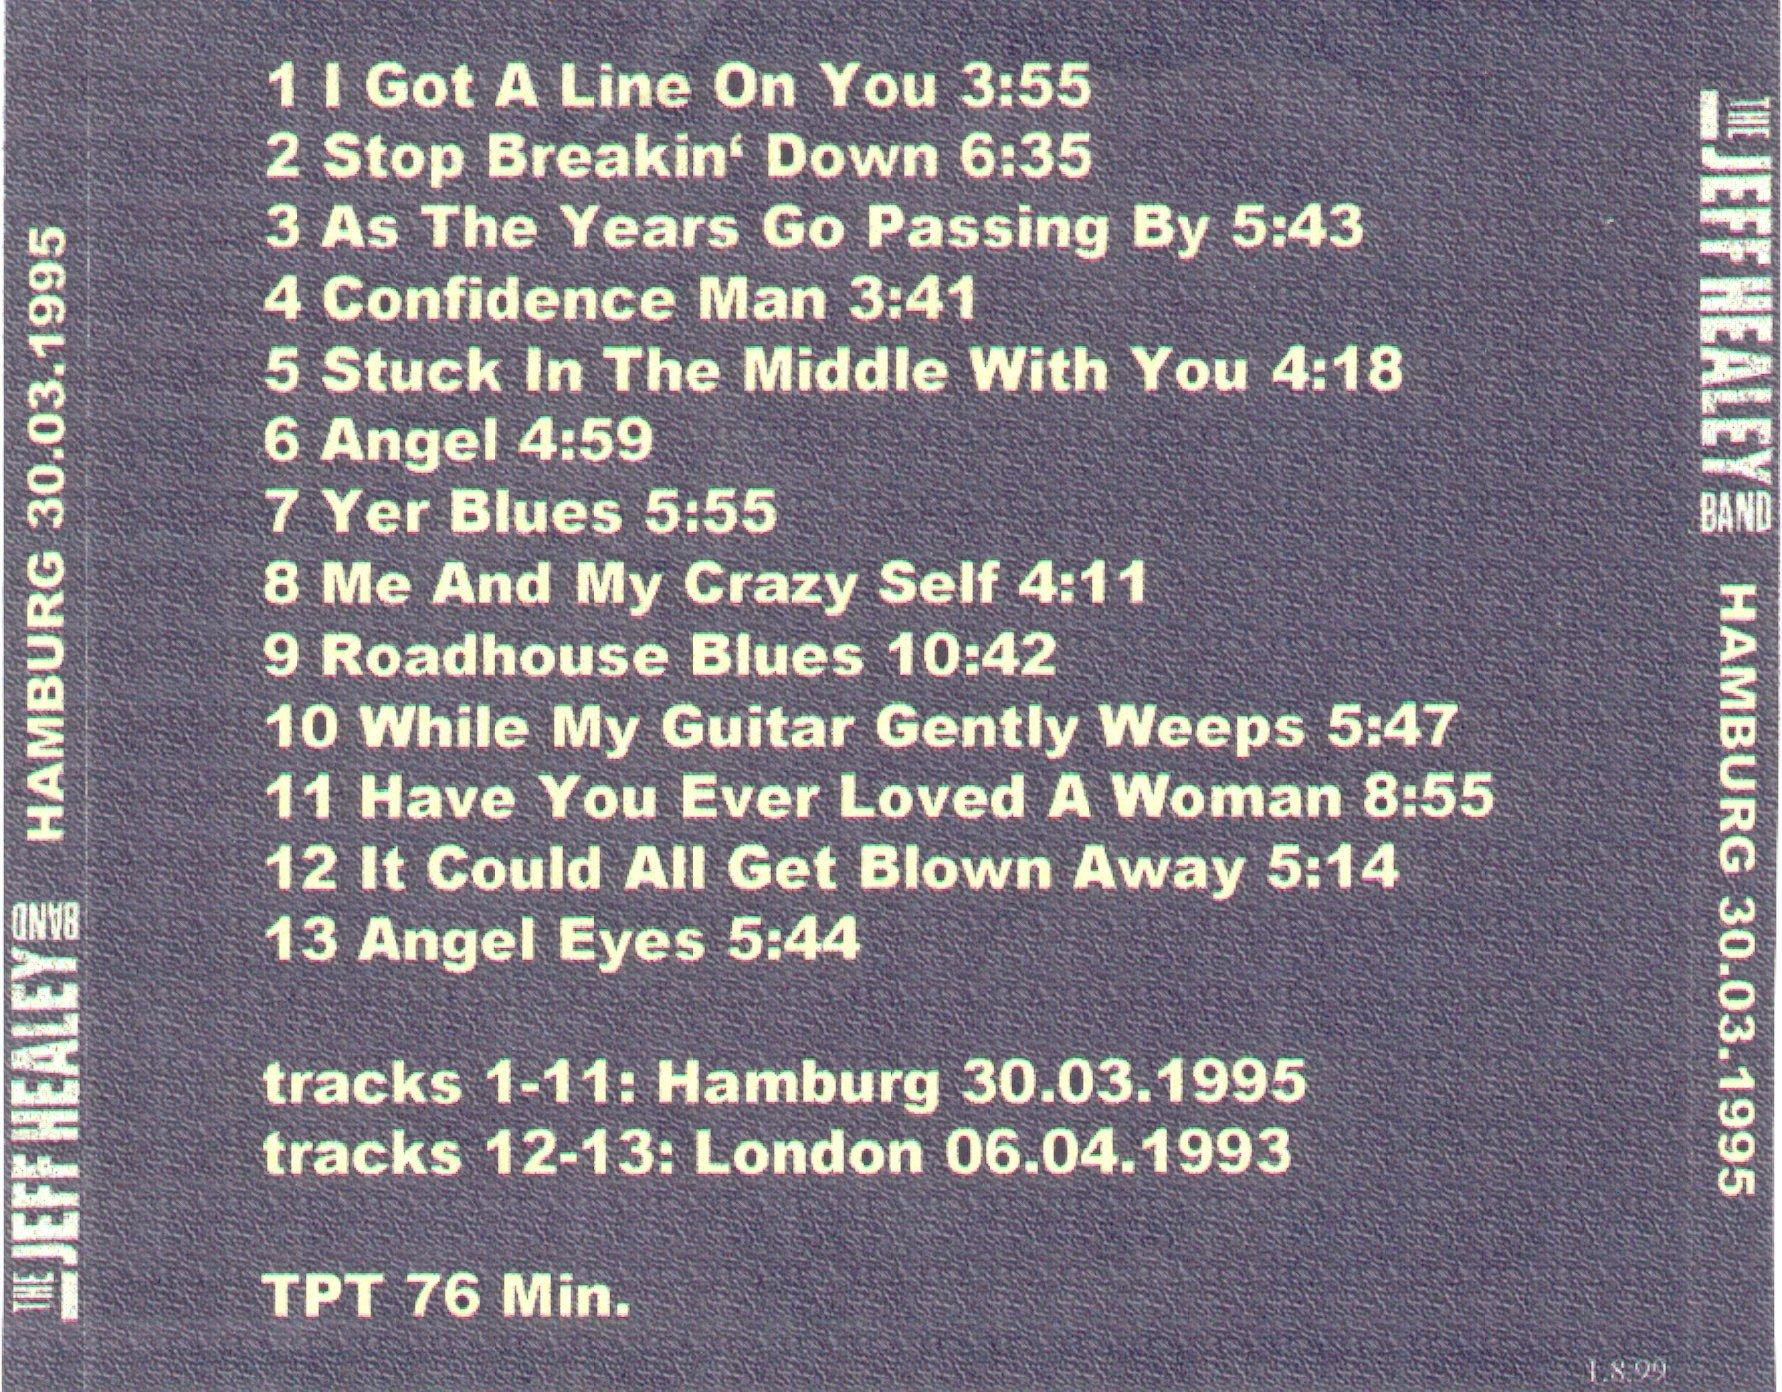 1 I Got A Line On You 3:55
2 Stop Breakin‘ Down 6:35
3 As The Years Go Passing By 5:43
4 Confidence Man 3:41
5 Stuck In The Middle With You 4:18
6 Angel 4:59
7 Yer Blues 5:55
8 Me And My Crazy Self 4:11
9 Roadhouse Blues 10:42
10 While My Guitar Gently Weeps 5:47
11 Have You Ever Loved A Woman 8:55
12 It Could All Get Blown Away 5:14
13 Angel Eyes 5:44
tracks 1-11: Hamburg 30.03.1995
tracks 12-13: London 06.04.1993
TPT 76 Min.
THE JEFF HEALEY BAND HAMBURG 30.03.1995
THE JEFF HEALEY BAND HAMBURG 30.03.1995
1.8.99